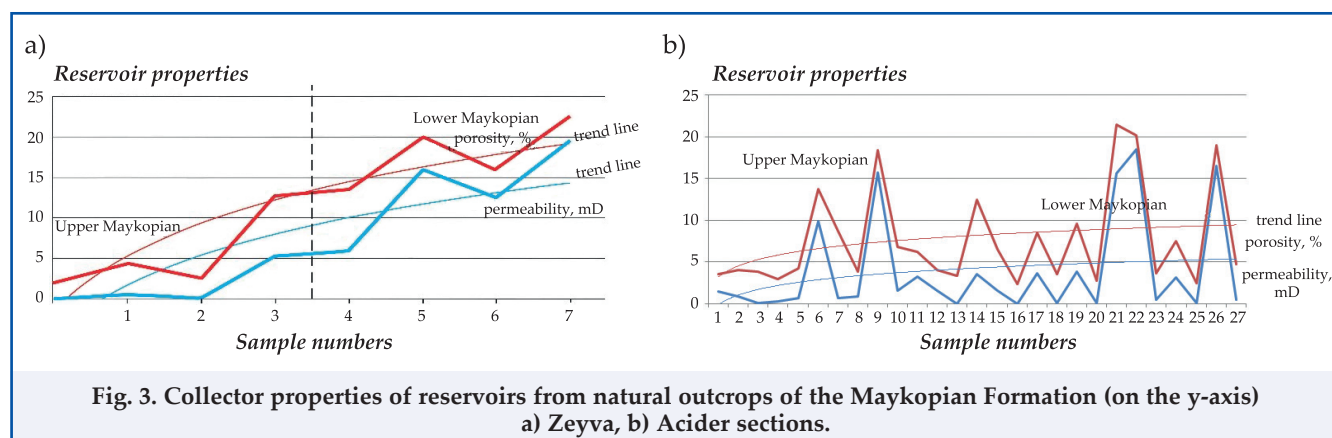 a)
Reservoir properties
25
20
15
10
5
0
Lower Maykopian
porosity, %
trend line
trend line
permeability, mD
Upper Maykopian
1 2 3 4 5 6 7
Sample numbers
b)
Reservoir properties
25
20
15
10
5
0
Upper Maykopian
Lower Maykopian
trend line
porosity, %
permeability,
mD
1 2 3 4 5 6 7 8 9 10 11 12 13 14 15 16 17 18 19 20 21 22 23 24 25 26 27
Sample numbers
Fig. 3. Collector properties of reservoirs from natural outcrops of the Maykopian Formation (on the y-axis)
a) Zeyva, b) Acider sections.